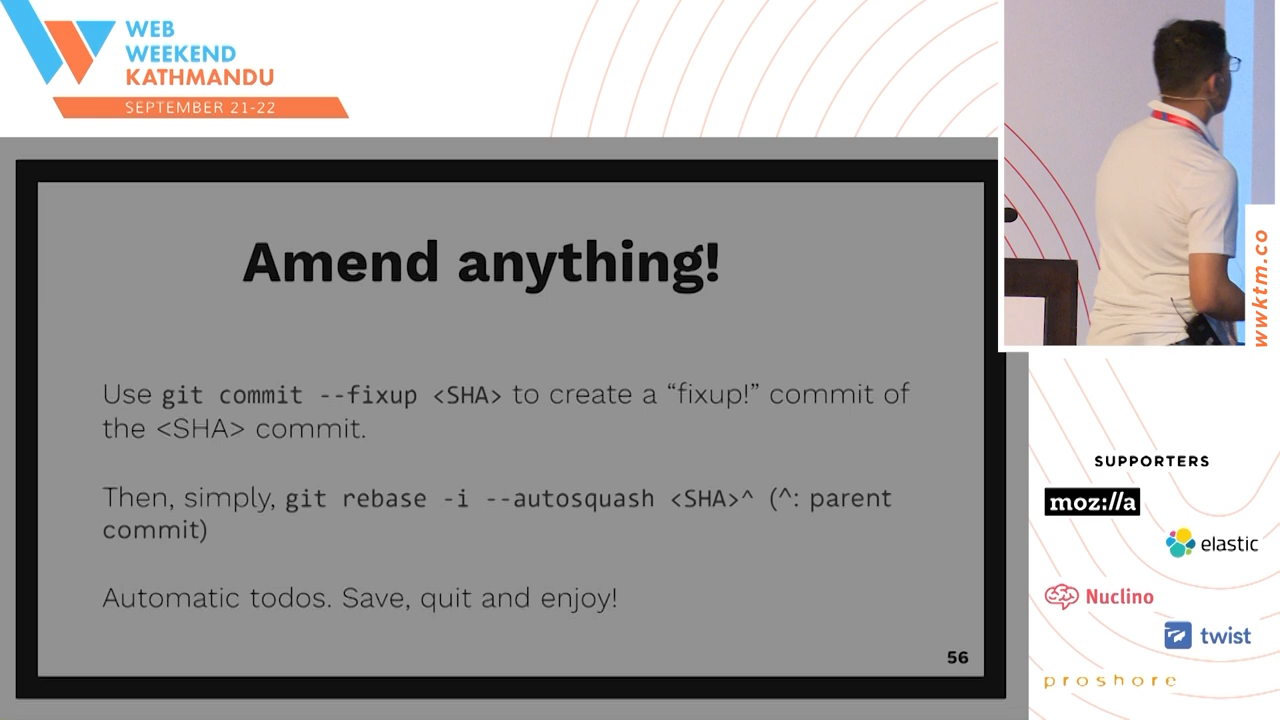 WEB
WEEKEND
KATHMANDU
SEPTEMBER 21-22
Amend anything!
Use git commit --fixup <SHA> to create a “fixup!” commit of
the <SHA> commit.
Then, simply, git rebase -i --autosquash <SHA>^ (^: parent
commit)
Automatic todos. Save, quit and enjoy!
56
wwktm.co
SUPPORTERS
moz://a
elastic
Nuclino
twist
proshore